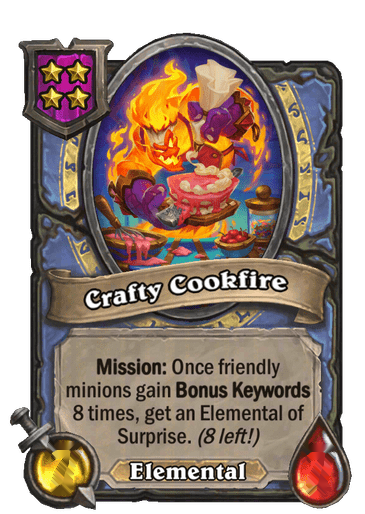 Crafty Cookfire
Mission: Once friendly
minions gain Bonus Keywords
8 times, get an Elemental of
Surprise. (8 left!)
Elemental